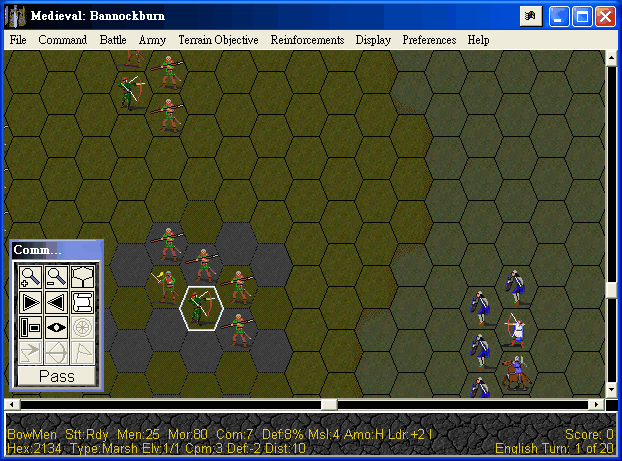 Medieval: Bannockburn
File Command Battle Army Terrain Objective Reinforcements Display Preferences Help
Comm...
Pass
BowMen Stt:Rdy Men:25 Mor:80 Com:7 Def:8% Msl:4 Amo:H Ldr:+2 I Score: 0
Hex:2134 Type:Marsh Elv:1/1 Cpm:3 Def:-2 Dist:10 English Turn: 1 of 20